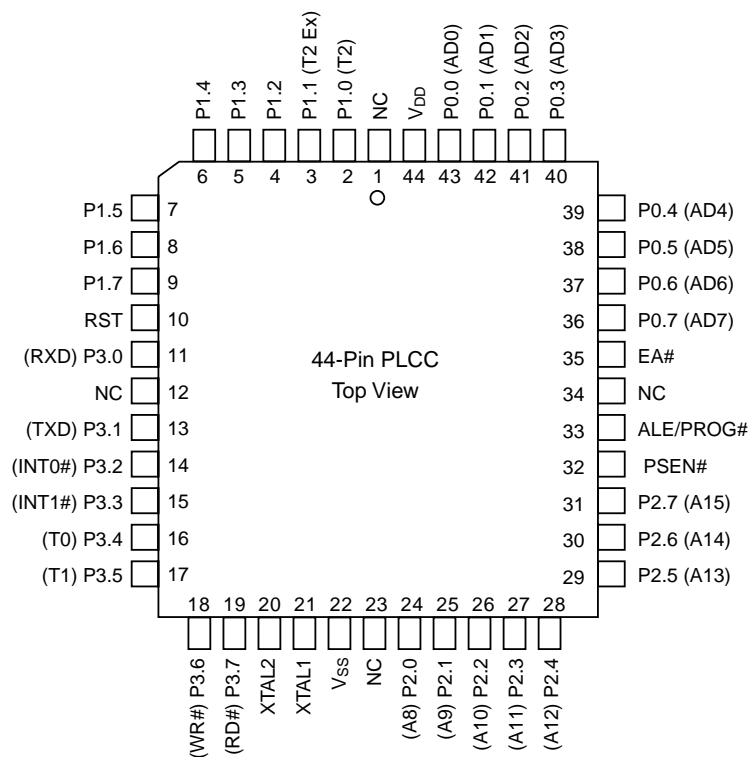 P1.4
P1.3
P1.2
P1.1 (T2 Ex)
P1.0 (T2)
NC
VDD
P0.0 (AD0)
P0.1 (AD1)
P0.2 (AD2)
P0.3 (AD3)
6 5 4 3 2 1 44 43 42 41 40
P1.5 7
P1.6 8
P1.7 9
RST 10
(RXD) P3.0 11
NC 12
(TXD) P3.1 13
(INT0#) P3.2 14
(INT1#) P3.3 15
(T0) P3.4 16
(T1) P3.5 17
44-Pin PLCC
Top View
39 P0.4 (AD4)
38 P0.5 (AD5)
37 P0.6 (AD6)
36 P0.7 (AD7)
35 EA#
34 NC
33 ALE/PROG#
32 PSEN#
31 P2.7 (A15)
30 P2.6 (A14)
29 P2.5 (A13)
18 19 20 21 22 23 24 25 26 27 28
(WR#) P3.6
(RD#) P3.7
XTAL2
XTAL1
VSS
NC
(A8) P2.0
(A9) P2.1
(A10) P2.2
(A11) P2.3
(A12) P2.4